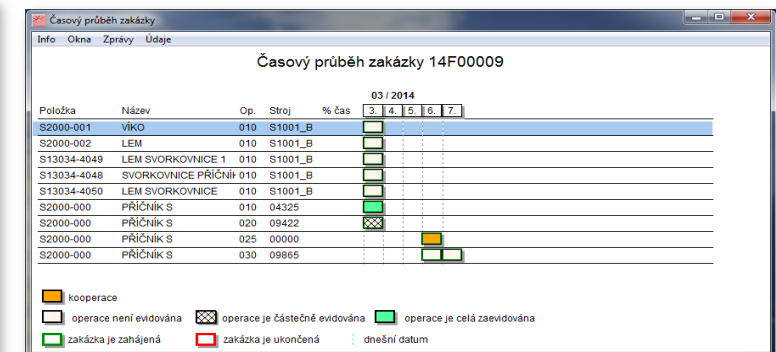 Časový průběh zakázky
Info Okna Zprávy Údaje
Časový průběh zakázky 14F00009
03 / 2014
Položka Název Op. Stroj % čas 3. 4. 5. 6. 7.
S2000-001 VÍKO 010 S1001_B
S2000-002 LEM 010 S1001_B
S13034-4049 LEM SVORKOVNICE 1 010 S1001_B
S13034-4048 SVORKOVNICE PŘÍČNÍK 010 S1001_B
S13034-4050 LEM SVORKOVNICE 010 S1001_B
S2000-000 PŘÍČNÍK S 010 04325
S2000-000 PŘÍČNÍK S 020 09422
S2000-000 PŘÍČNÍK S 025 00000
S2000-000 PŘÍČNÍK S 030 09865
kooperace
operace není evidována operace je částečně evidována operace je celá zaevidována
zakázka je zahájená zakázka je ukončená dnešní datum